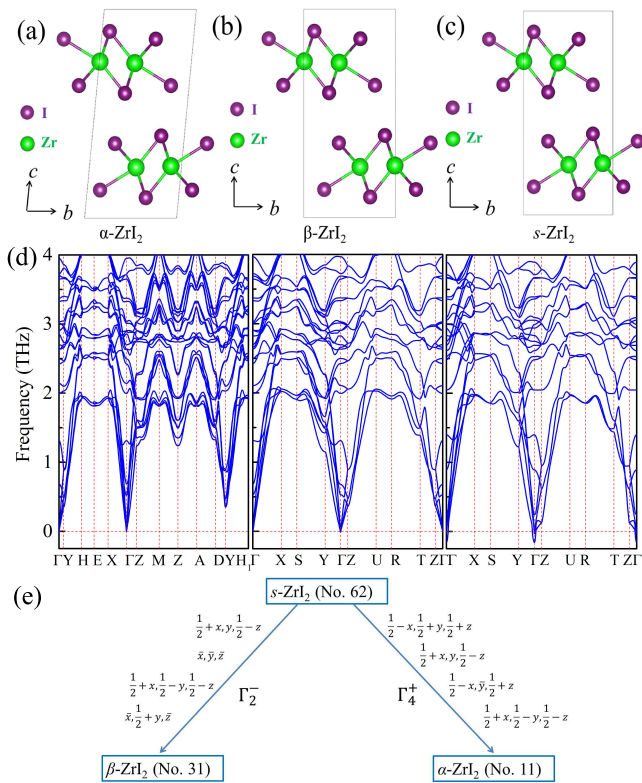 (a)
(b)
(c)
I
Zr
c
b
α-ZrI₂
I
Zr
c
b
β-ZrI₂
I
Zr
c
b
s-ZrI₂
(d)
Frequency (THz)
4
3
2
1
0
Γ Y H E X Γ Z M Z A D Y H
Γ X S Y Γ Z U R T Z Γ
Γ X S Y Γ Z U R T Z Γ
(e)
s-ZrI₂ (No. 62)
1/2 + x, y, 1/2 − z
x̄, ȳ, z̄
1/2 + x, 1/2 − y, 1/2 − z
x̄, 1/2 + y, z̄
Γ₂⁻
1/2 − x, 1/2 + y, 1/2 + z
1/2 + x, y, 1/2 − z
1/2 − x, ȳ, 1/2 + z
1/2 + x, 1/2 − y, 1/2 − z
Γ₄⁺
β-ZrI₂ (No. 31)
α-ZrI₂ (No. 11)